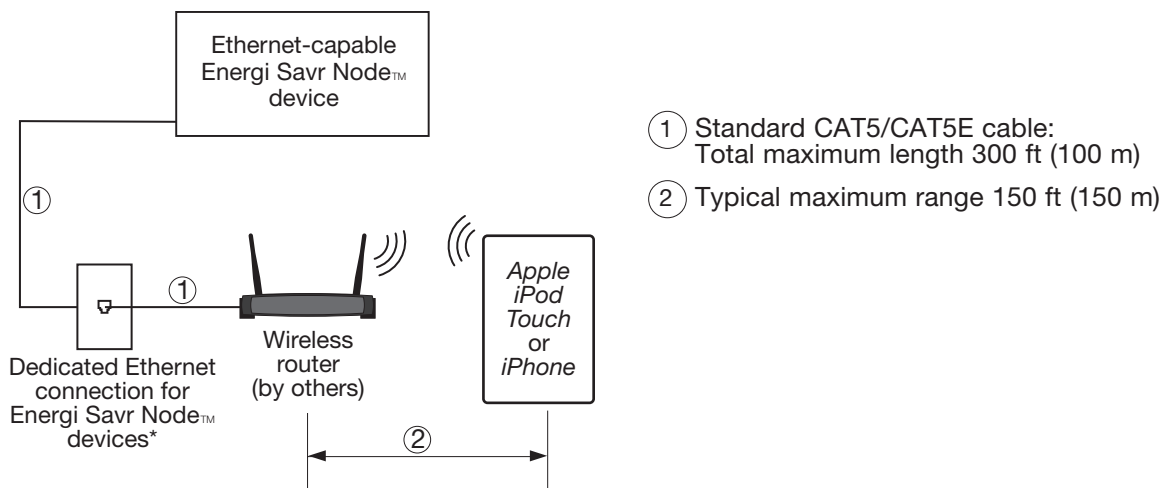 Ethernet-capable
Energi Savr Node™
device
①
①
Dedicated Ethernet
connection for
Energi Savr Node™
devices*
Wireless
router
(by others)
Apple
iPod
Touch
or
iPhone
②
① Standard CAT5/CAT5E cable:
Total maximum length 300 ft (100 m)
② Typical maximum range 150 ft (150 m)